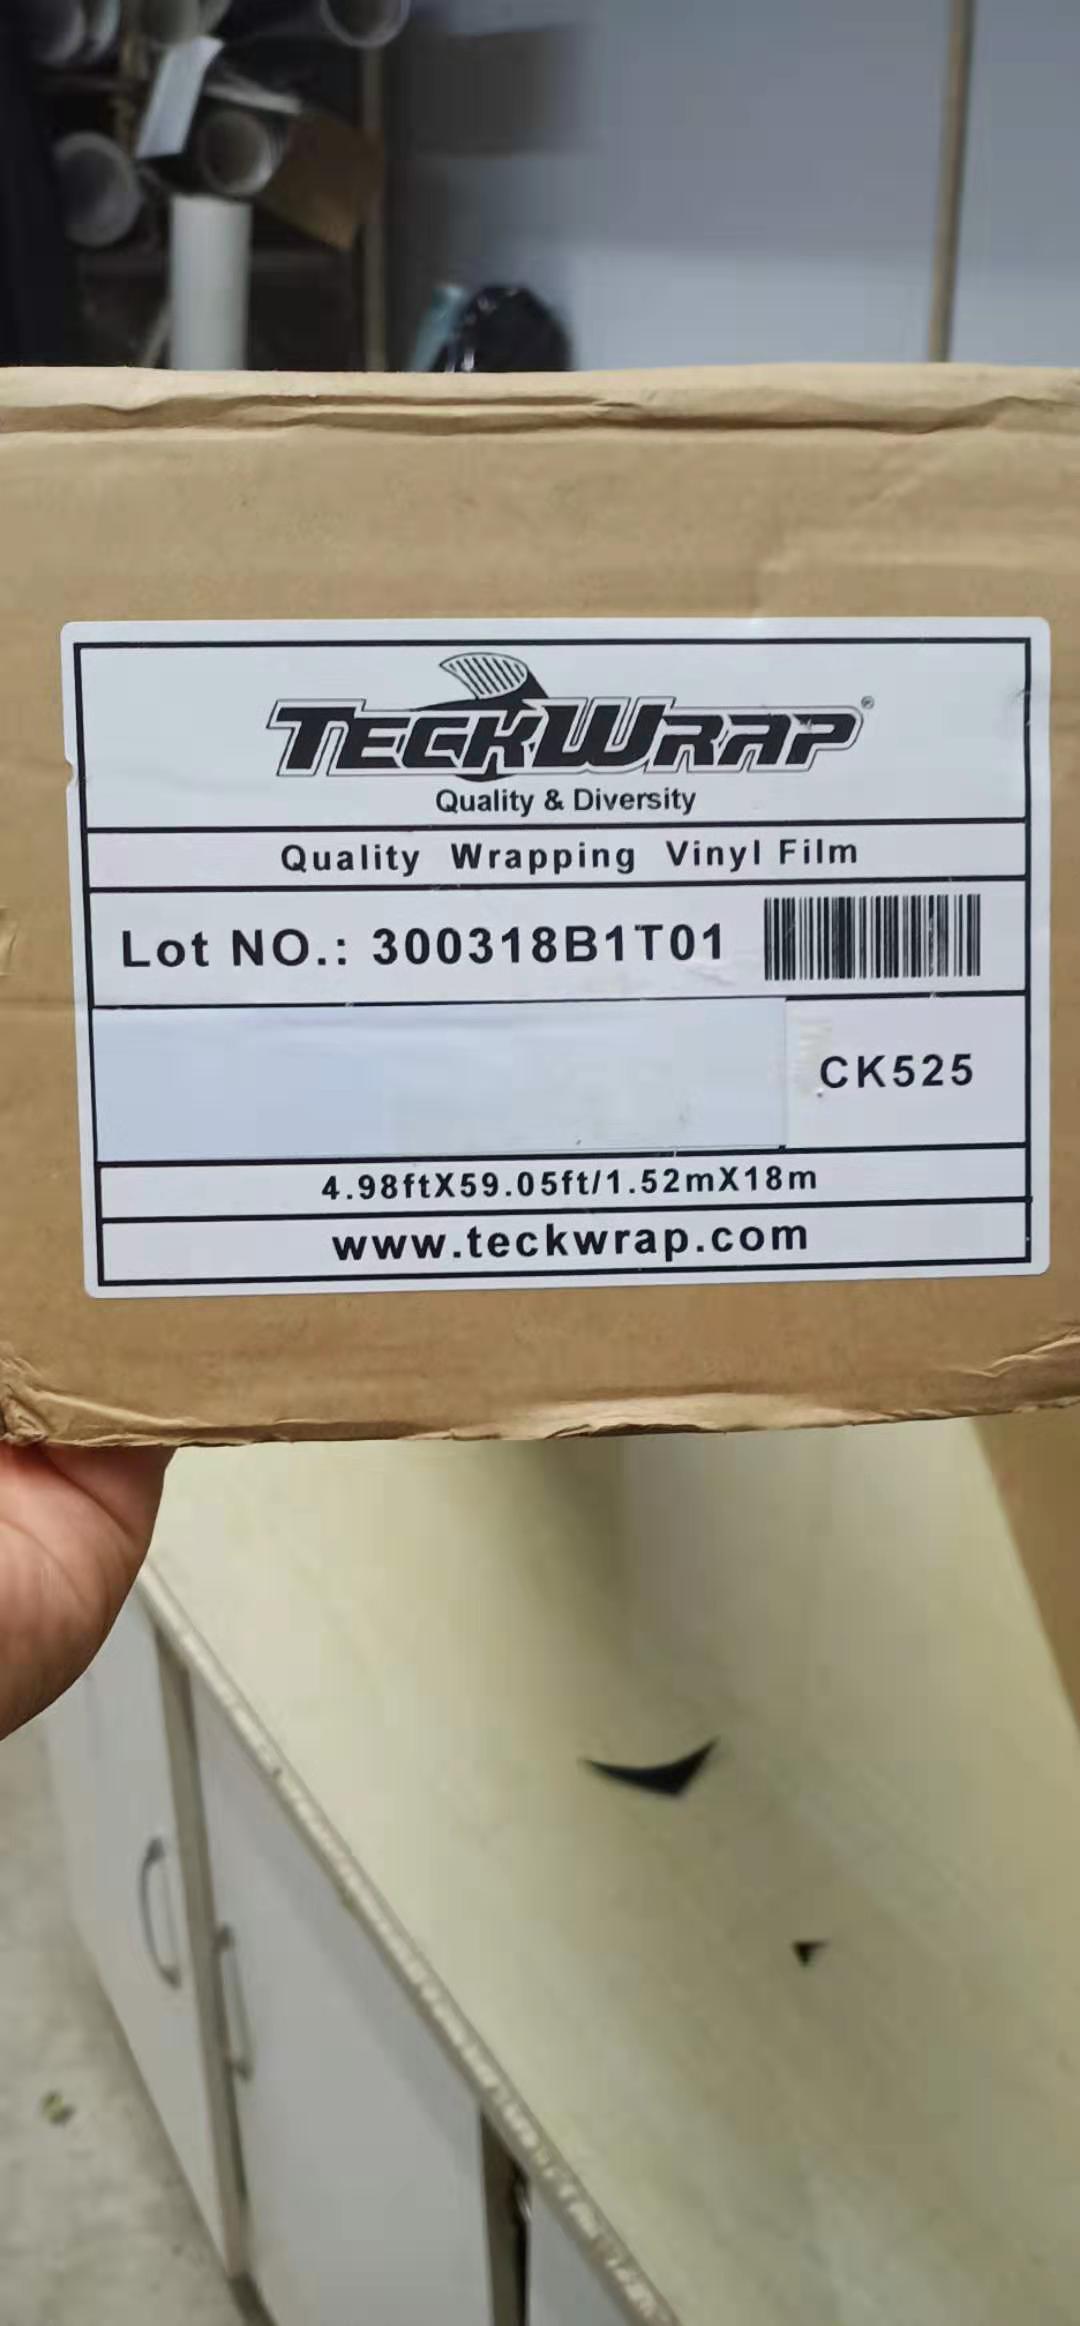 TECKWRAP®
Quality & Diversity
Quality Wrapping Vinyl Film
Lot NO.: 300318B1T01
CK525
4.98ftX59.05ft/1.52mX18m
www.teckwrap.com